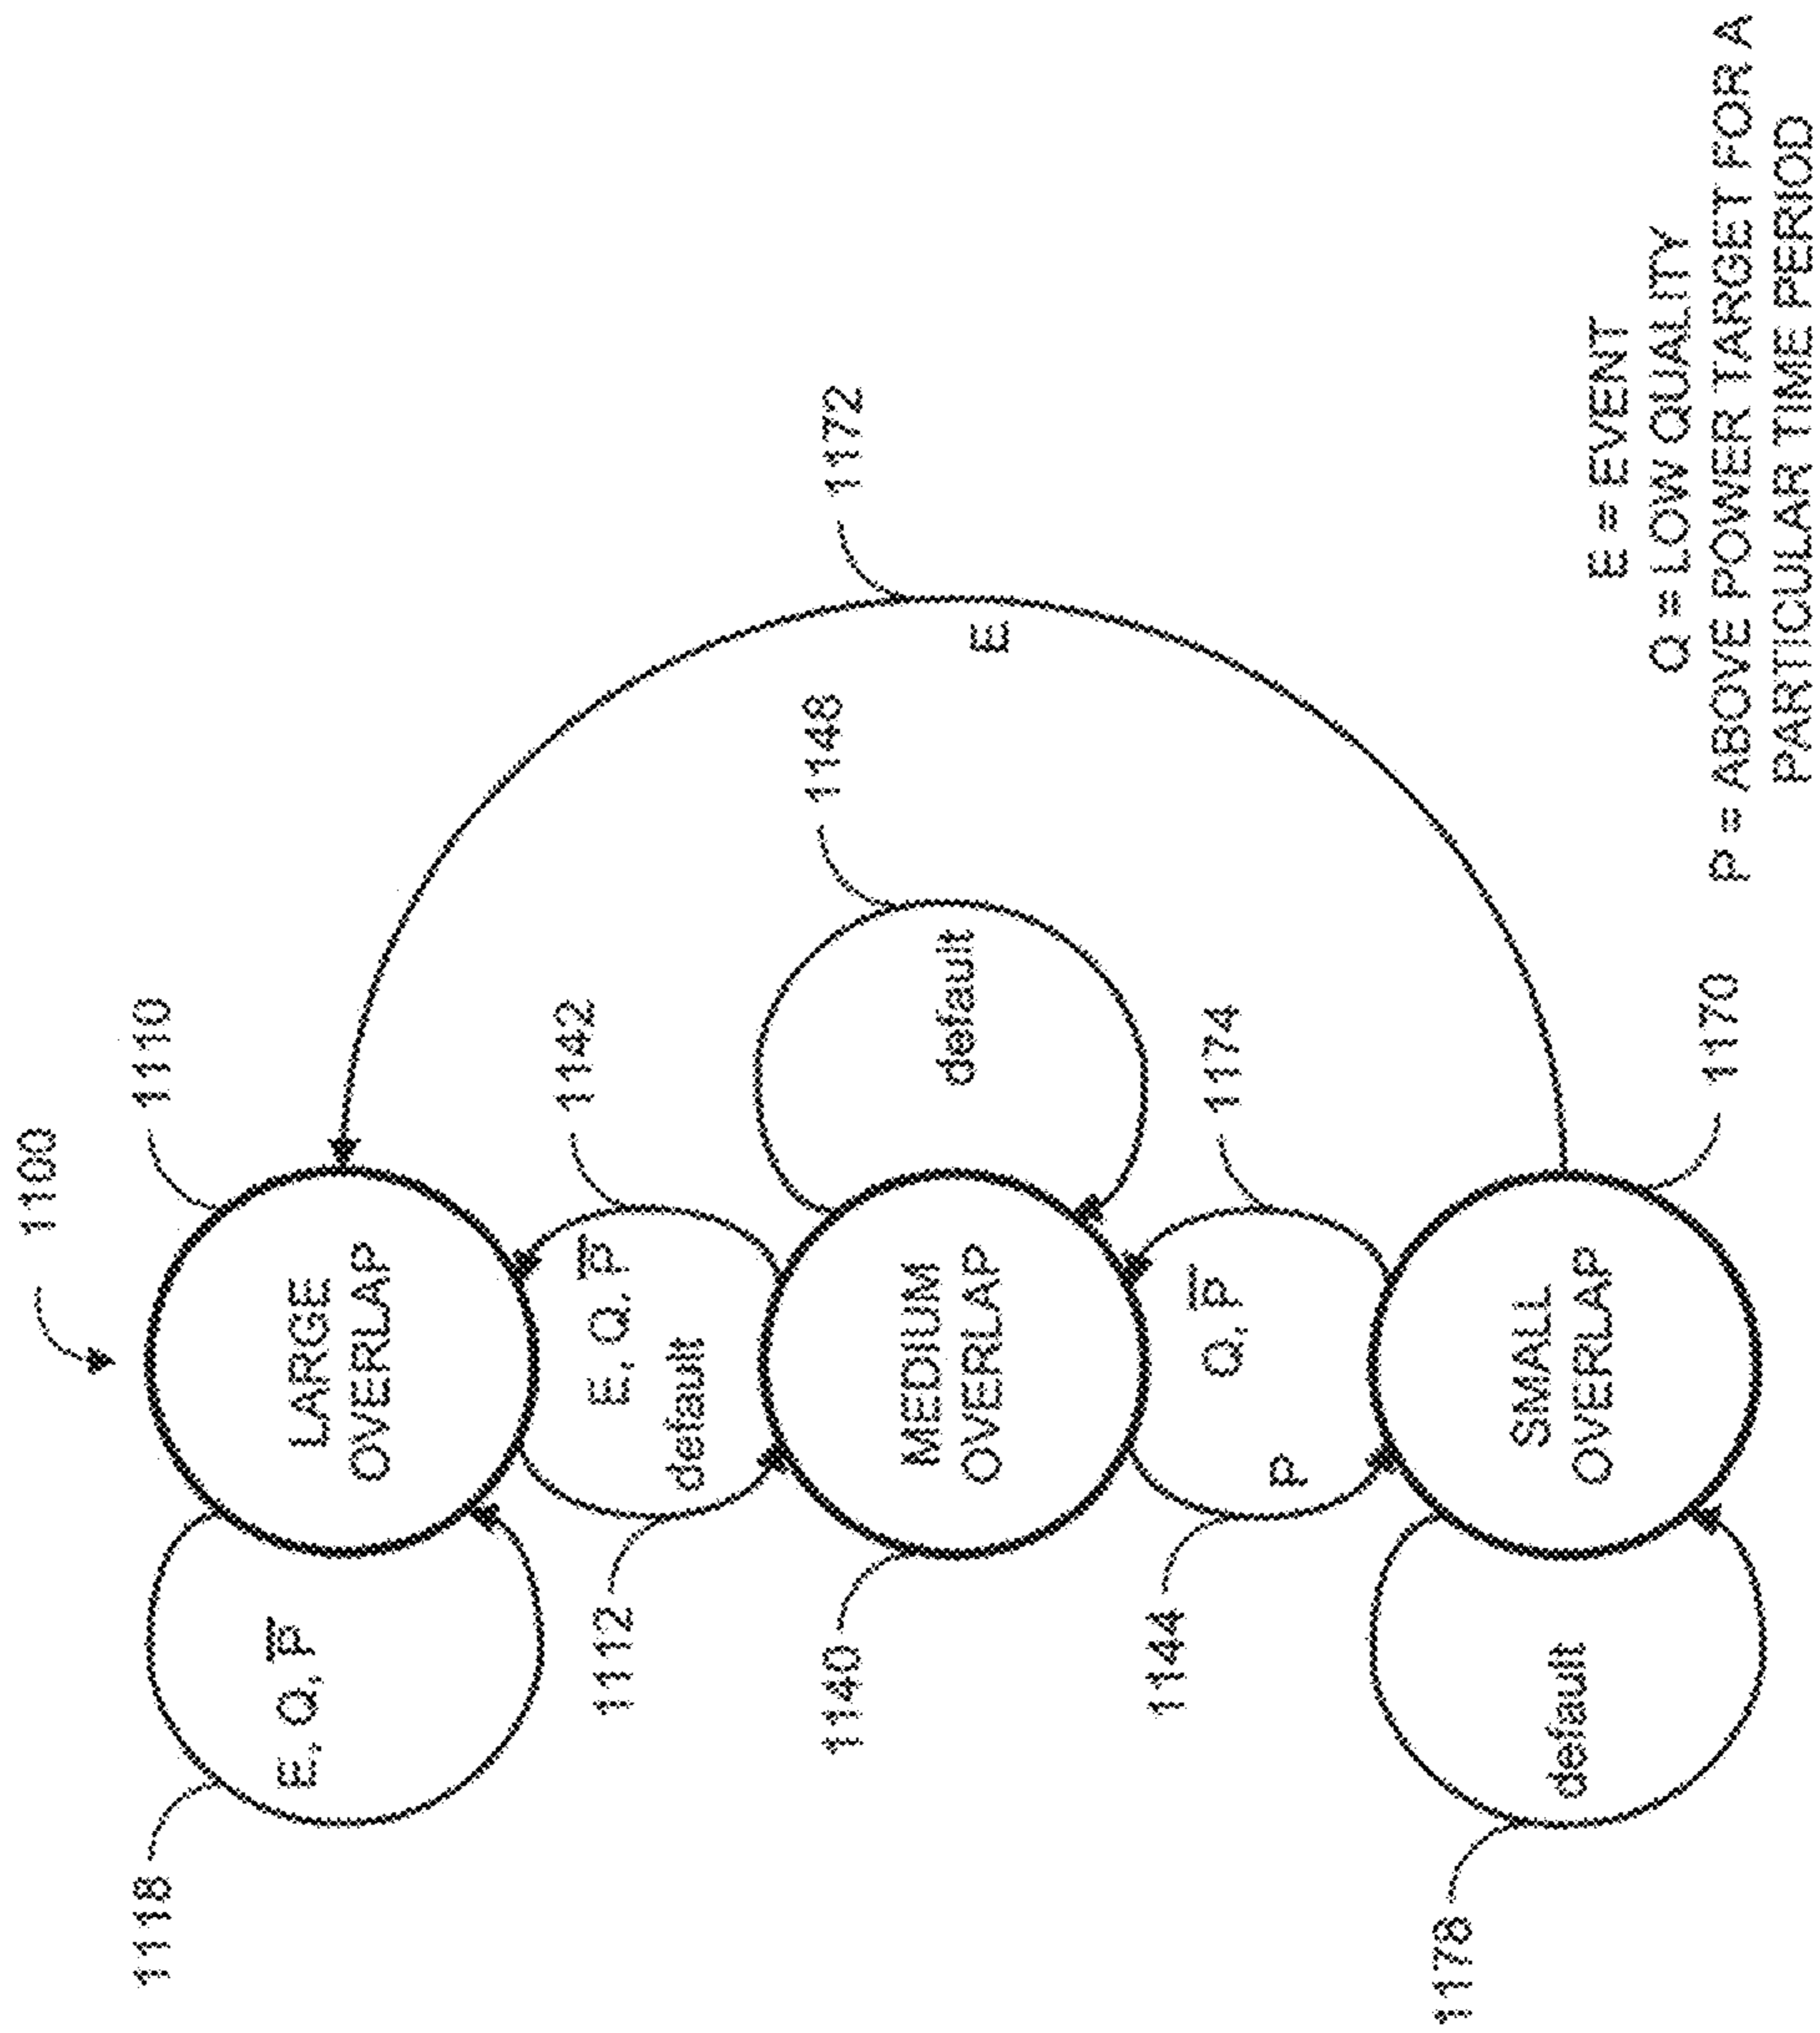 1100
1118
1110
E, Q, P̅
LARGE
OVERLAP
1142
E, Q, P̅
1112
default
1148
1172
1140
MEDIUM
OVERLAP
default
E
1144
1174
Q, P̅
P
1178
SMALL
OVERLAP
default
1170
E = EVENT
Q = LOW QUALITY
P = ABOVE POWER TARGET FOR A
PARTICULAR TIME PERIOD